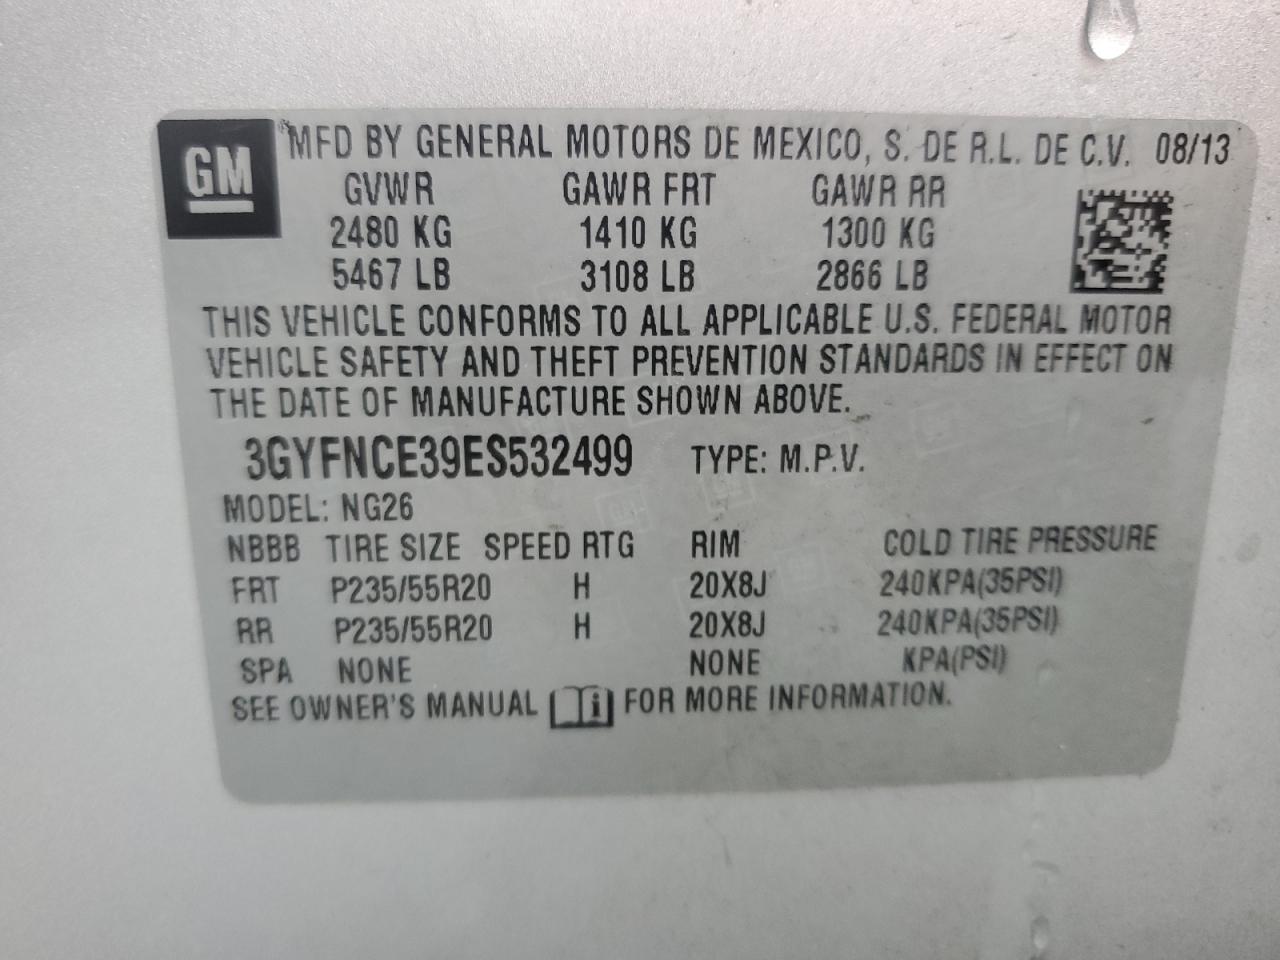 GM MFD BY GENERAL MOTORS DE MEXICO, S. DE R.L. DE C.V. 08/13
GVWR GAWR FRT GAWR RR
2480 KG 1410 KG 1300 KG
5467 LB 3108 LB 2866 LB
THIS VEHICLE CONFORMS TO ALL APPLICABLE U.S. FEDERAL MOTOR
VEHICLE SAFETY AND THEFT PREVENTION STANDARDS IN EFFECT ON
THE DATE OF MANUFACTURE SHOWN ABOVE.
3GYFNCE39ES532499 TYPE: M.P.V.
MODEL: NG26
NBBB TIRE SIZE SPEED RTG RIM COLD TIRE PRESSURE
FRT P235/55R20 H 20X8J 240KPA(35PSI)
RR P235/55R20 H 20X8J 240KPA(35PSI)
SPA NONE NONE KPA(PSI)
SEE OWNER'S MANUAL i FOR MORE INFORMATION.